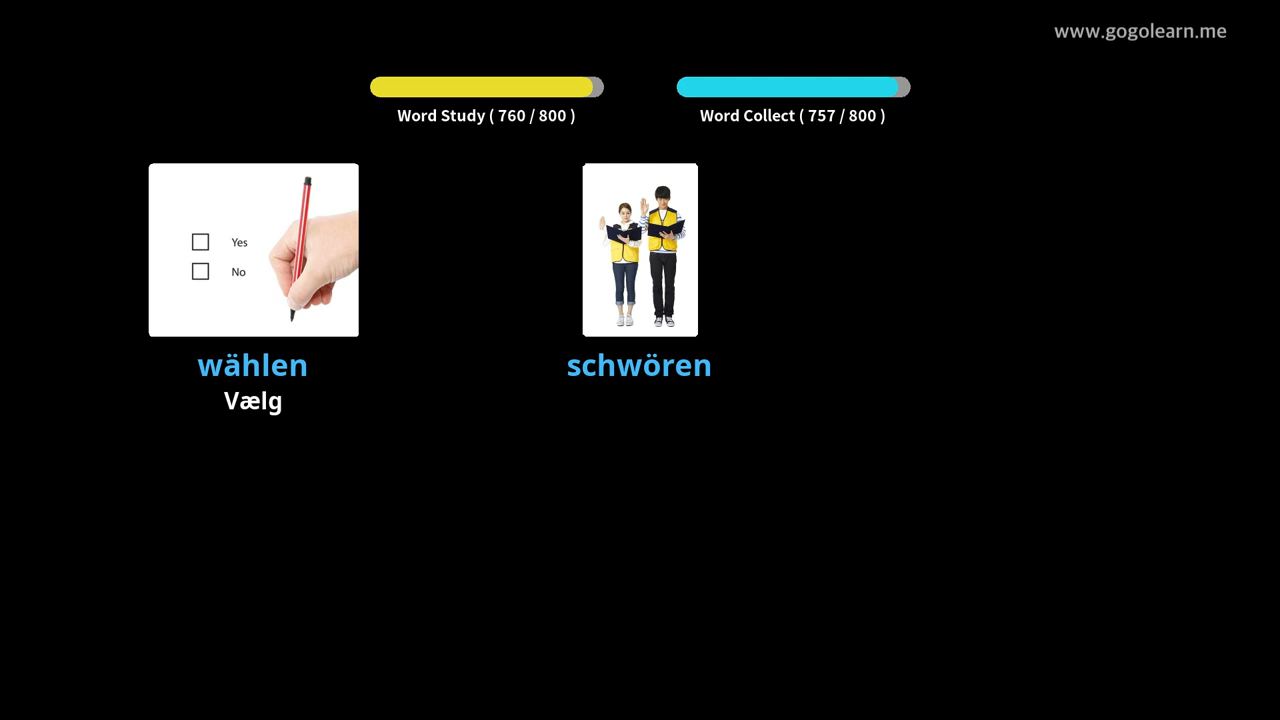 www.gogolearn.me
Word Study ( 760 / 800 )
Word Collect ( 757 / 800 )
Yes
No
wählen
schwören
Vælg